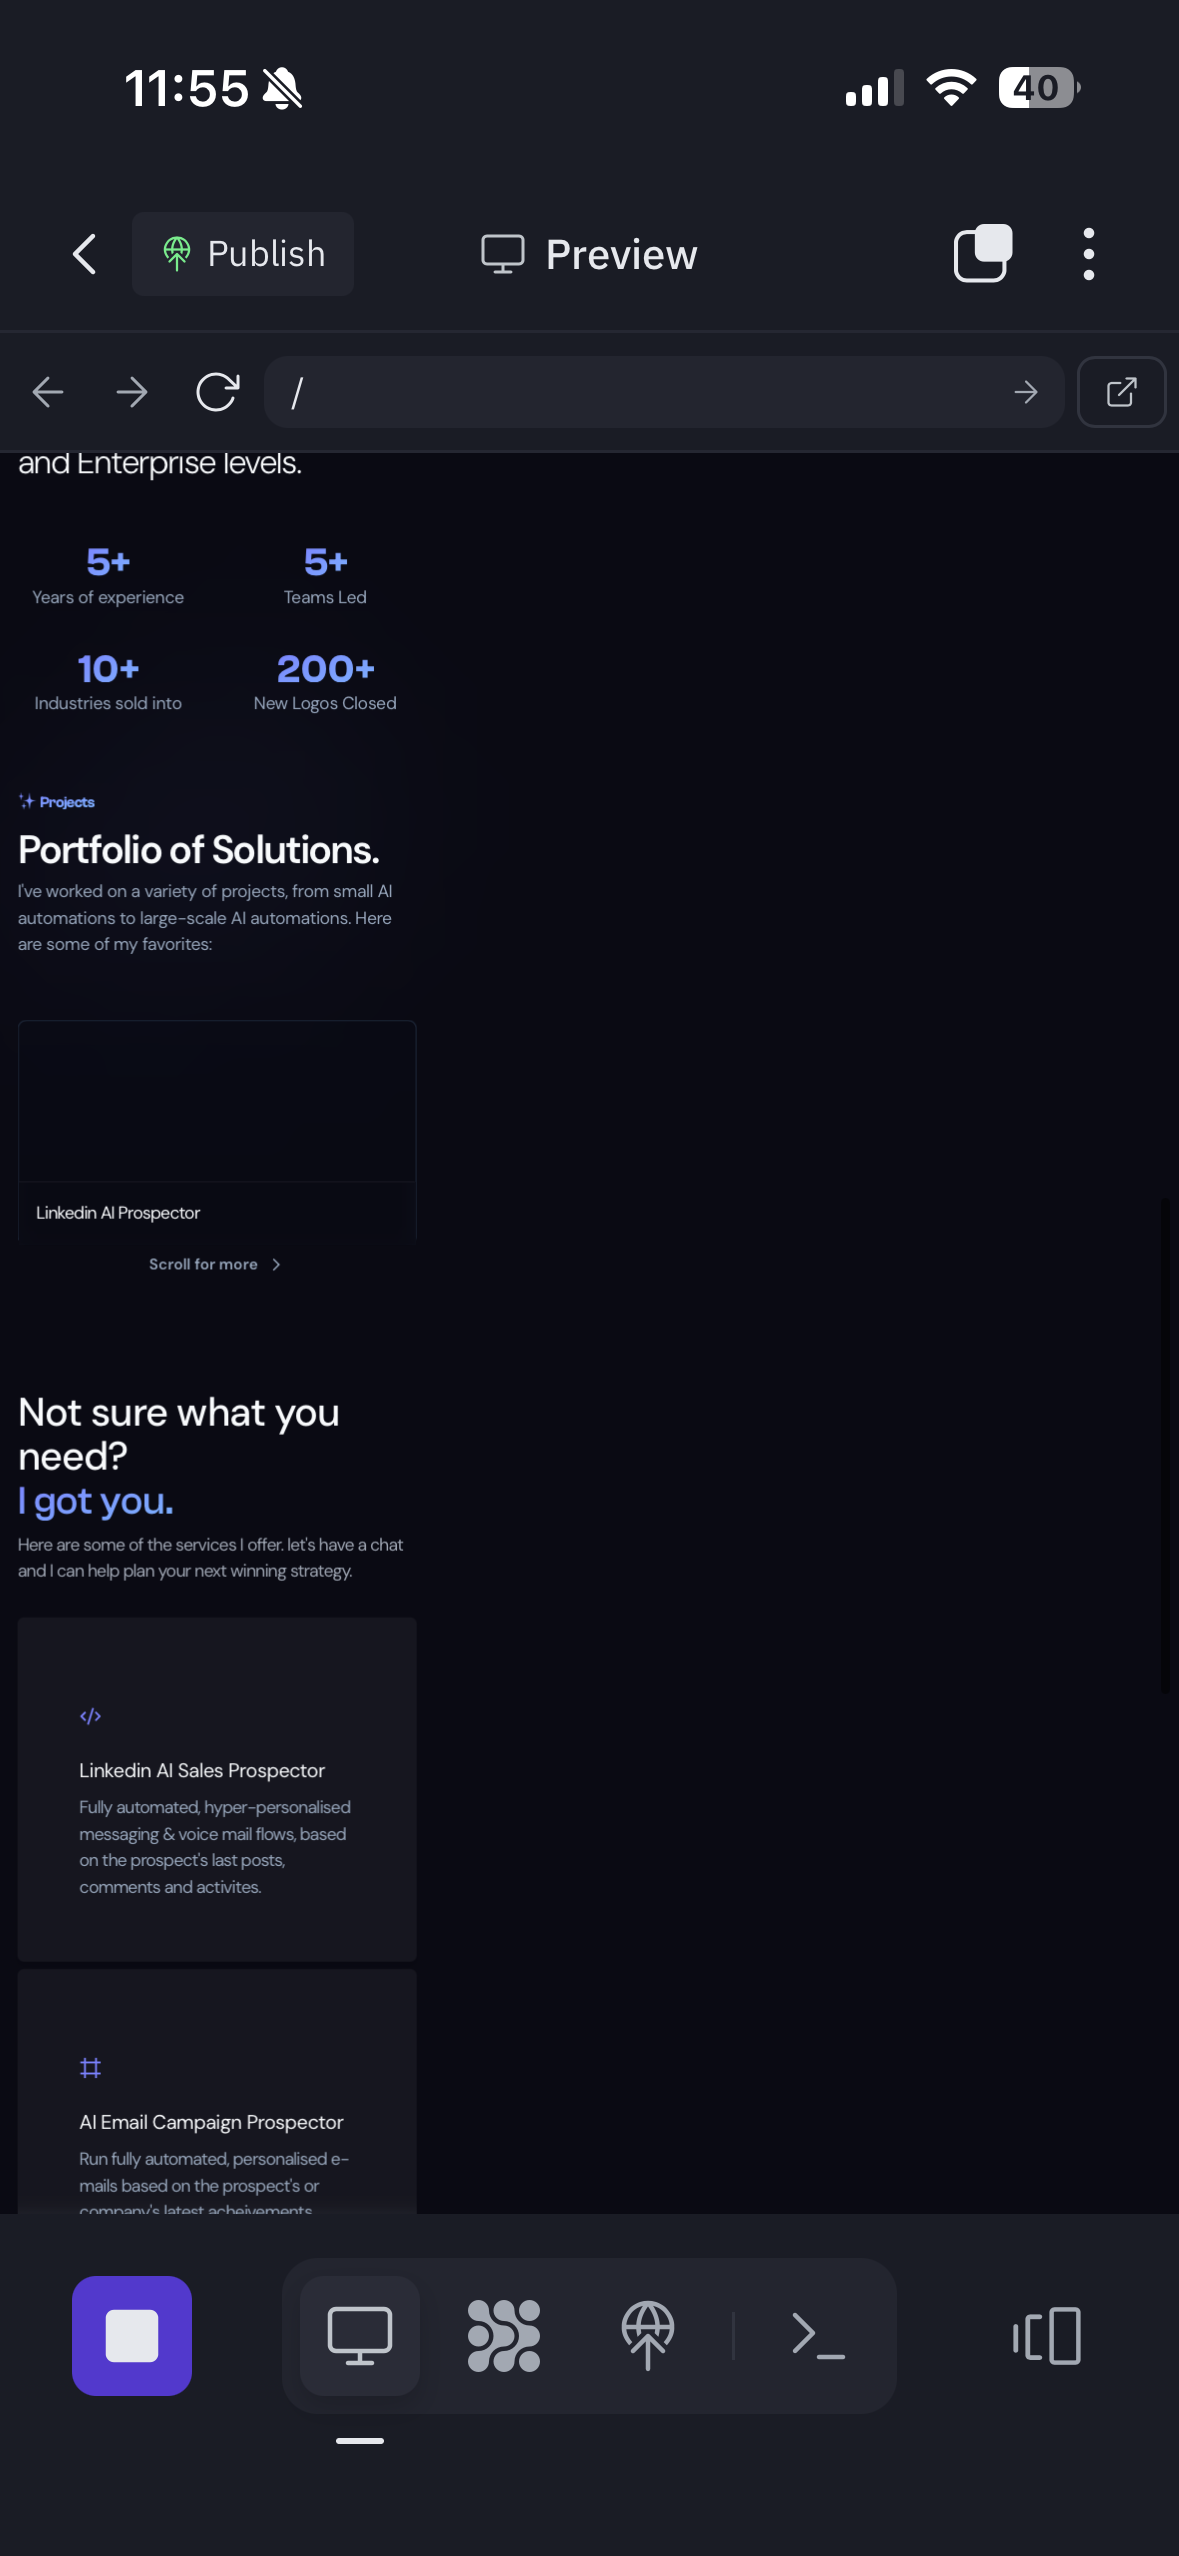 11:55
40
Publish
Preview
/
and Enterprise levels.
5+
5+
Years of experience
Teams Led
10+
200+
Industries sold into
New Logos Closed
Projects
Portfolio of Solutions.
I've worked on a variety of projects, from small AI
automations to large-scale AI automations. Here
are some of my favorites:
Linkedin AI Prospector
Scroll for more
Not sure what you
need?
I got you.
Here are some of the services I offer. let's have a chat
and I can help plan your next winning strategy.
Linkedin AI Sales Prospector
Fully automated, hyper-personalised
messaging & voice mail flows, based
on the prospect's last posts,
comments and activites.
AI Email Campaign Prospector
Run fully automated, personalised e-
mails based on the prospect's or
company's latest acheivements